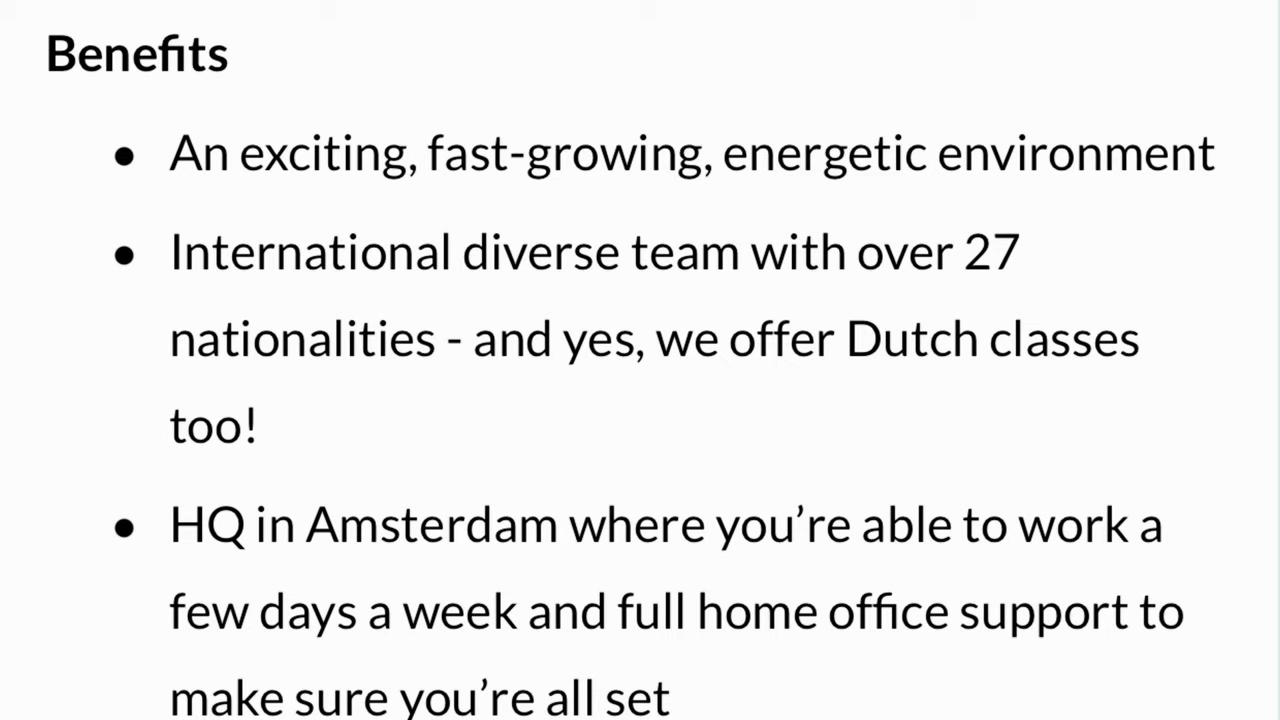 Benefits
● An exciting, fast-growing, energetic environment
● International diverse team with over 27
nationalities - and yes, we offer Dutch classes
too!
● HQ in Amsterdam where you’re able to work a
few days a week and full home office support to
make sure you’re all set